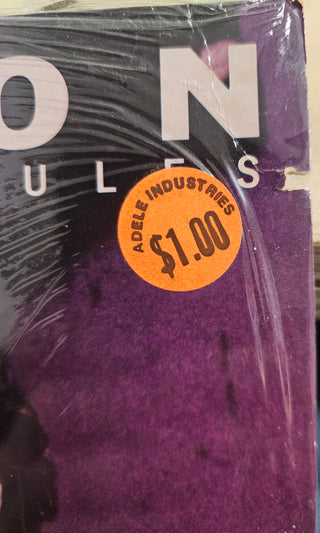 ON
ULES
ADELE INDUSTRIES
$1.00